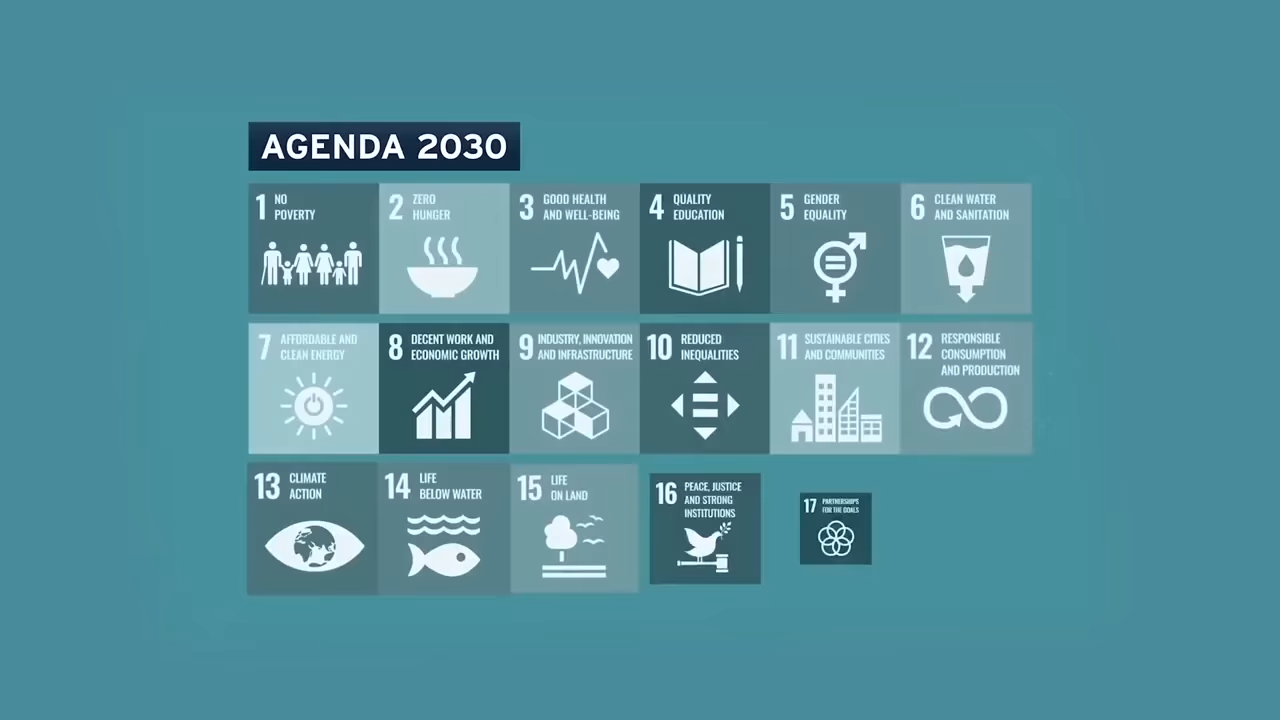 AGENDA 2030
1 NO
POVERTY
2 ZERO
HUNGER
3 GOOD HEALTH
AND WELL-BEING
4 QUALITY
EDUCATION
5 GENDER
EQUALITY
6 CLEAN WATER
AND SANITATION
7 AFFORDABLE AND
CLEAN ENERGY
8 DECENT WORK AND
ECONOMIC GROWTH
9 INDUSTRY, INNOVATION
AND INFRASTRUCTURE
10 REDUCED
INEQUALITIES
11 SUSTAINABLE CITIES
AND COMMUNITIES
12 RESPONSIBLE
CONSUMPTION
AND PRODUCTION
13 CLIMATE
ACTION
14 LIFE
BELOW WATER
15 LIFE
ON LAND
16 PEACE, JUSTICE
AND STRONG
INSTITUTIONS
17 PARTNERSHIPS
FOR THE GOALS